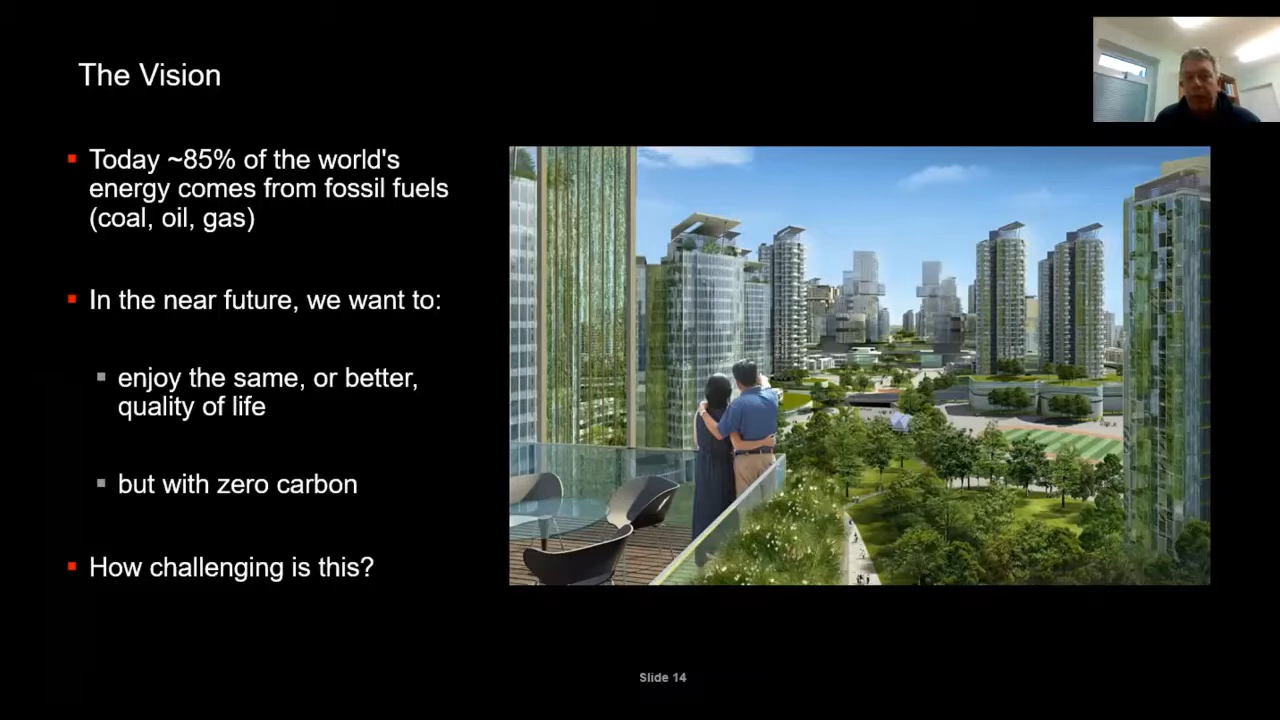 The Vision
Today ~85% of the world's
energy comes from fossil fuels
(coal, oil, gas)
In the near future, we want to:
enjoy the same, or better,
quality of life
but with zero carbon
How challenging is this?
Slide 14